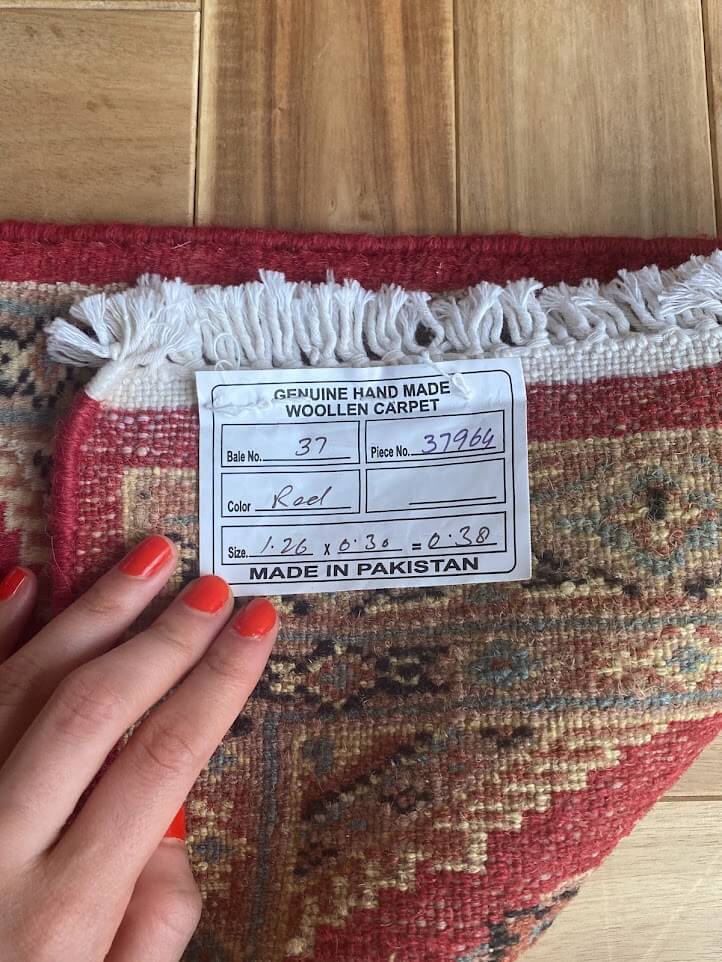 GENUINE HAND MADE
WOOLLEN CARPET
Bale No. 37 Piece No. 37964
Color Red
Size. 1.26 x 0.30 = 0.38
MADE IN PAKISTAN